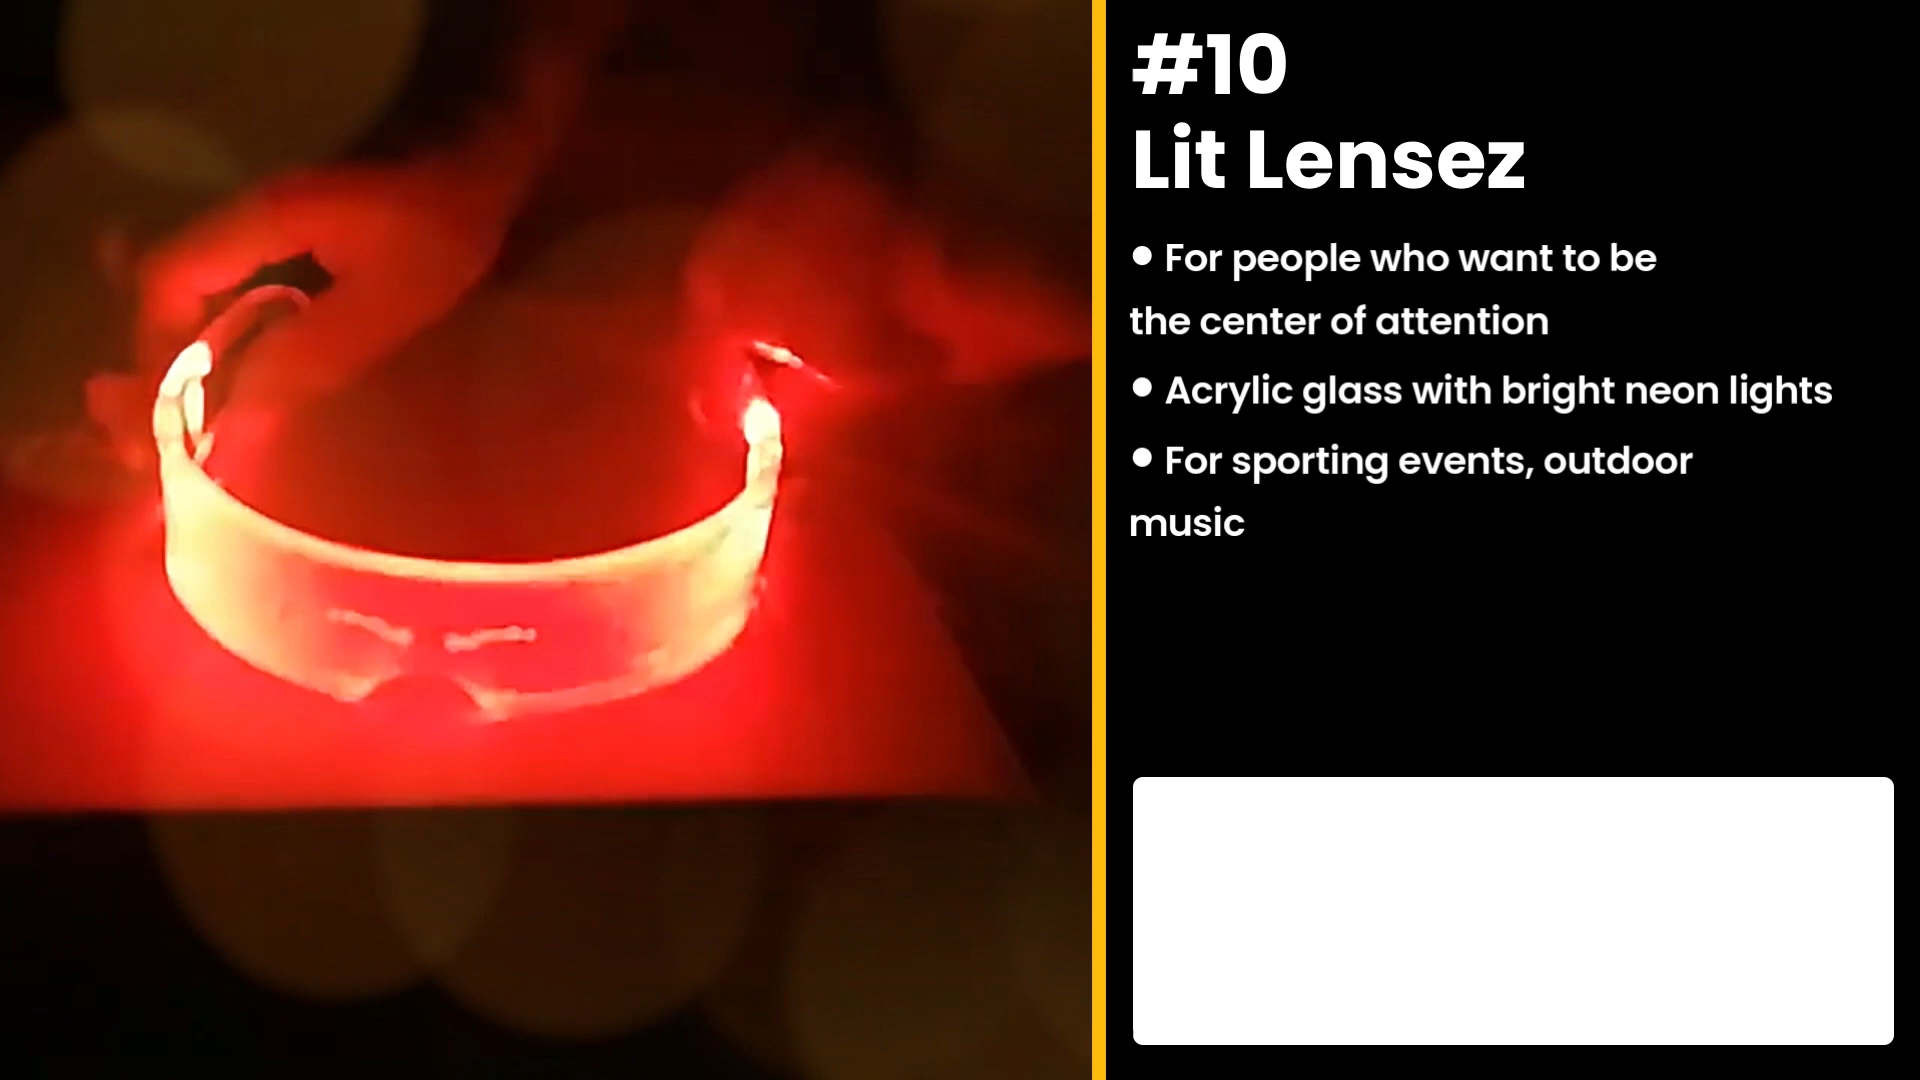 #10
Lit Lensez
• For people who want to be
the center of attention
• Acrylic glass with bright neon lights
• For sporting events, outdoor
music